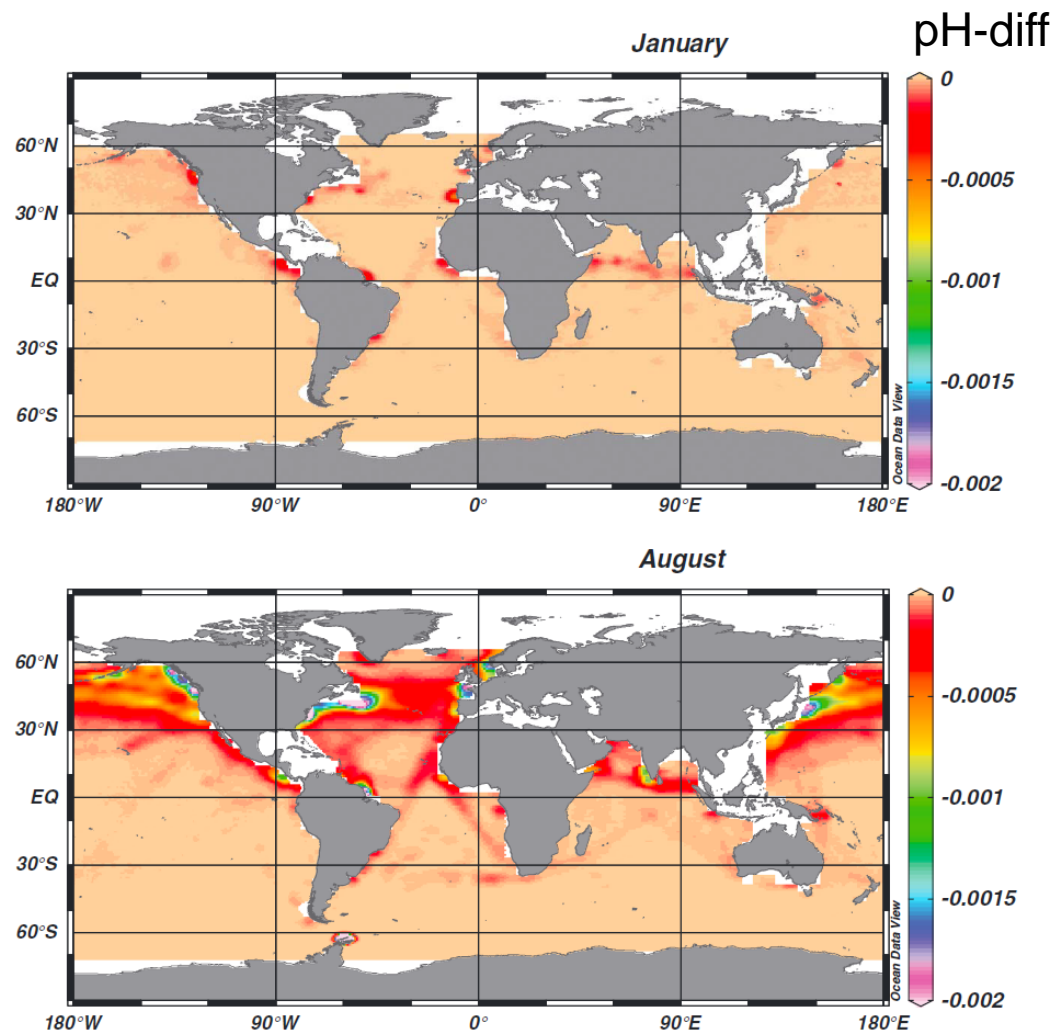 pH-diff
January
0
60°N
-0.0005
30°N
EQ
-0.001
30°S
-0.0015
60°S
Ocean Data View
-0.002
180°W 90°W 0° 90°E 180°E
August
0
60°N
-0.0005
30°N
EQ
-0.001
30°S
-0.0015
60°S
Ocean Data View
-0.002
180°W 90°W 0° 90°E 180°E